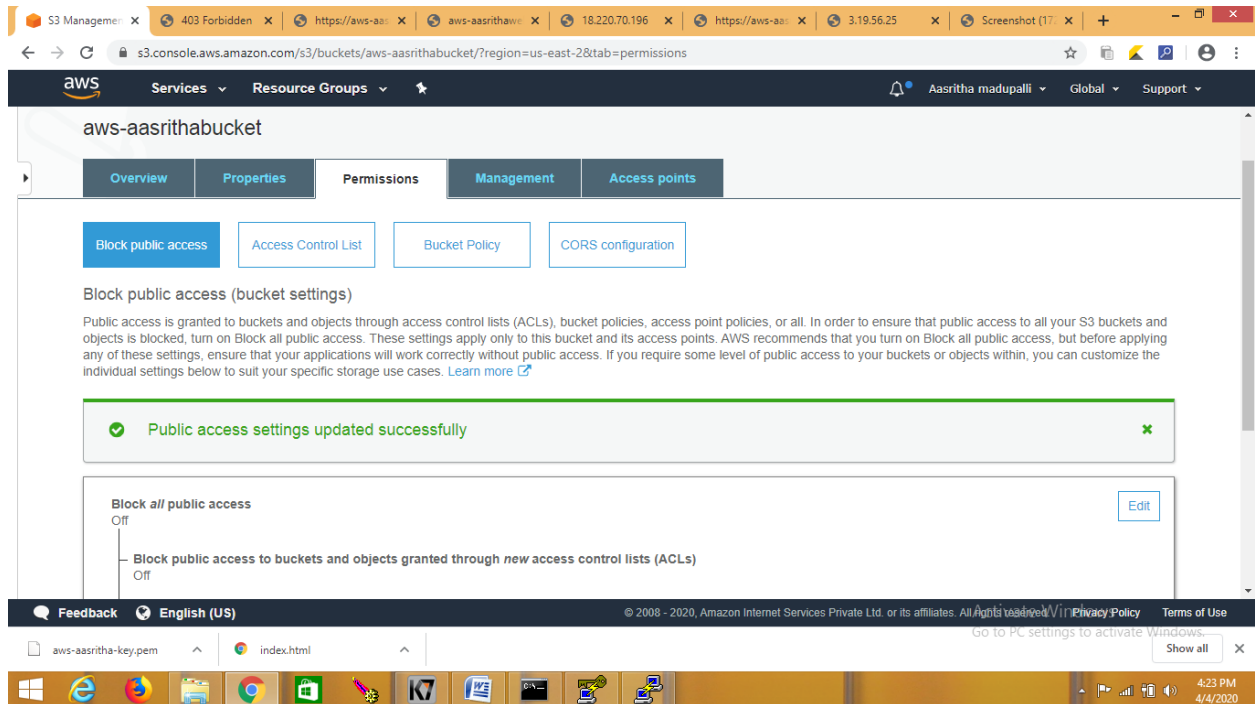 S3 Managemen
403 Forbidden
https://aws-aas
aws-aasrithawe
18.220.70.196
https://aws-aas
3.19.56.25
Screenshot (17
s3.console.aws.amazon.com/s3/buckets/aws-aasrithabucket/?region=us-east-2&tab=permissions
aws Services Resource Groups Aasritha madupalli Global Support
aws-aasrithabucket
Overview Properties Permissions Management Access points
Block public access Access Control List Bucket Policy CORS configuration
Block public access (bucket settings)
Public access is granted to buckets and objects through access control lists (ACLs), bucket policies, access point policies, or all. In order to ensure that public access to all your S3 buckets and
objects is blocked, turn on Block all public access. These settings apply only to this bucket and its access points. AWS recommends that you turn on Block all public access, but before applying
any of these settings, ensure that your applications will work correctly without public access. If you require some level of public access to your buckets or objects within, you can customize the
individual settings below to suit your specific storage use cases. Learn more
Public access settings updated successfully
Block all public access
Edit
Off
Block public access to buckets and objects granted through new access control lists (ACLs)
Off
Feedback English (US) © 2008 - 2020, Amazon Internet Services Private Ltd. or its affiliates. All rights reserved. Privacy Policy Terms of Use
Activate Windows
Go to PC settings to activate Windows.
aws-aasritha-key.pem index.html Show all
4:23 PM
4/4/2020